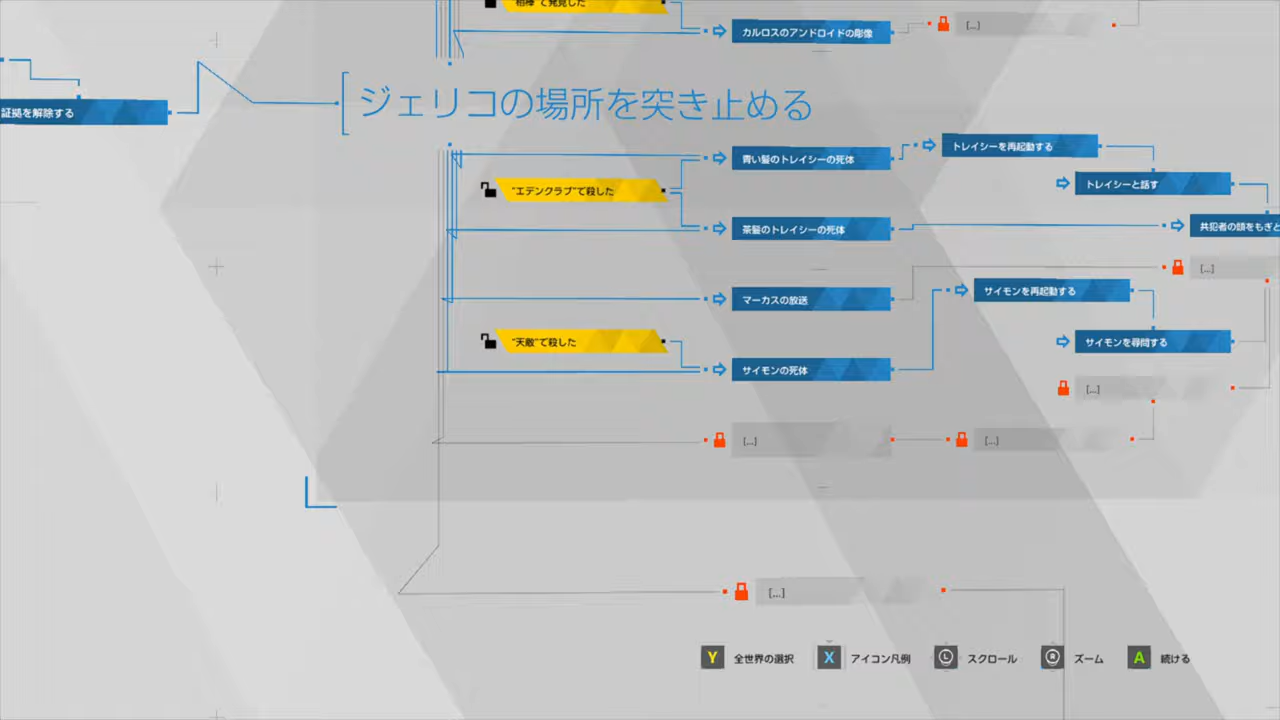 "相棒"で発見した
カルロスのアンドロイドの彫像
[...]
証拠を解除する
ジェリコの場所を突き止める
トレイシーを再起動する
青い髪のトレイシーの死体
トレイシーと話す
"エデンクラブ"で殺した
茶髪のトレイシーの死体
共犯者の頭をもぎと
[...]
サイモンを再起動する
マーカスの放送
"天敵"で殺した
サイモンを尋問する
サイモンの死体
[...]
[...]
[...]
[...]
Y 全世界の選択
X アイコン凡例
L スクロール
R ズーム
A 続ける